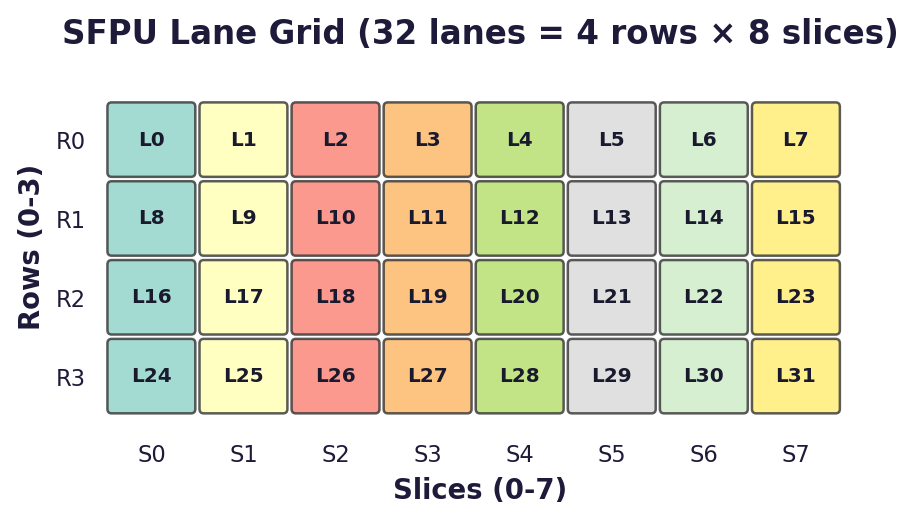 SFPU Lane Grid (32 lanes = 4 rows × 8 slices)
Rows (0-3)
R0 L0 L1 L2 L3 L4 L5 L6 L7
R1 L8 L9 L10 L11 L12 L13 L14 L15
R2 L16 L17 L18 L19 L20 L21 L22 L23
R3 L24 L25 L26 L27 L28 L29 L30 L31
S0 S1 S2 S3 S4 S5 S6 S7
Slices (0-7)